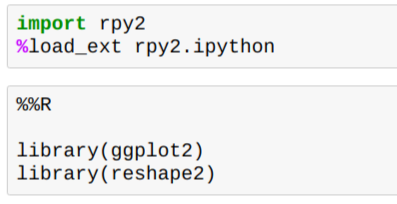 import rpy2
%load_ext rpy2.ipython
%%R
library(ggplot2)
library(reshape2)